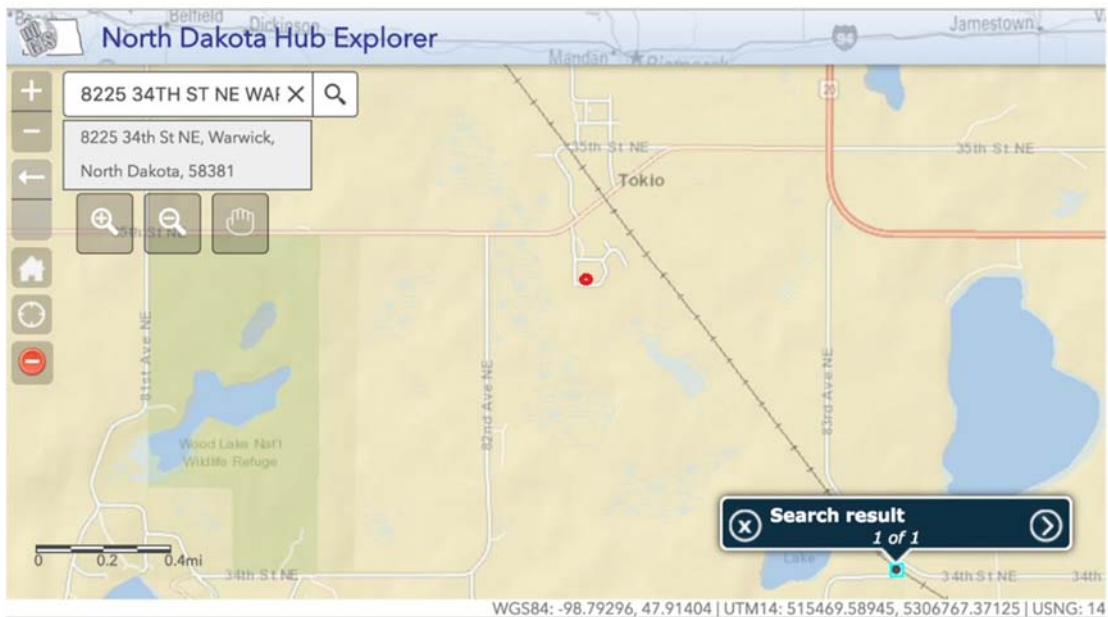 Belfield
Dickinson
Jamestown
North Dakota Hub Explorer
94
Mandan
Bismarck
8225 34TH ST NE WAR
8225 34th St NE, Warwick,
North Dakota, 58381
20
35th St NE
35th St NE
Tokio
81st Ave NE
82nd Ave NE
83rd Ave NE
Wood Lake Nat'l
Wildlife Refuge
Search result
1 of 1
0 0.2 0.4mi
Lake
34th St NE
34th St NE
34th
WGS84: -98.79296, 47.91404 | UTM14: 515469.58945, 5306767.37125 | USNG: 14